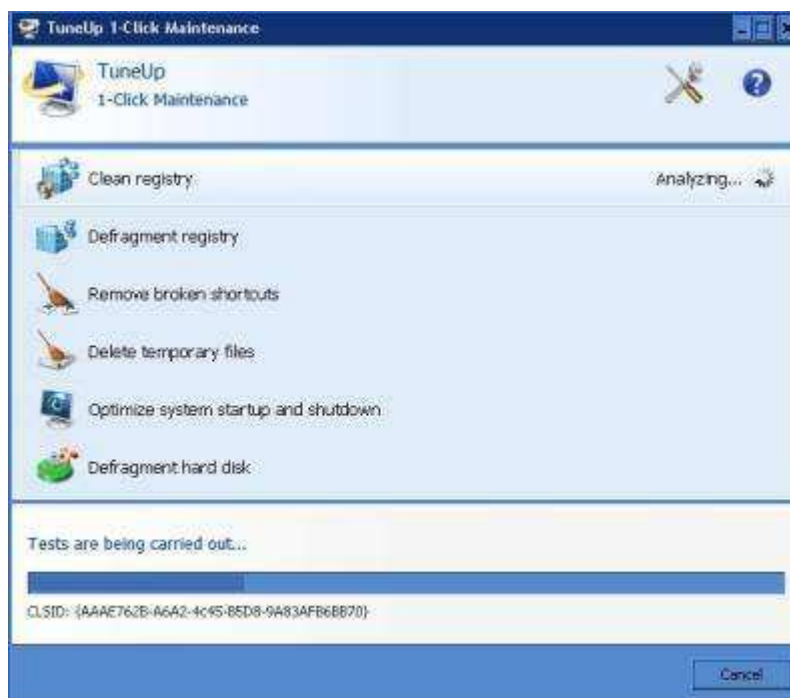 TuneUp 1-Click Maintenance
TuneUp
1-Click Maintenance
?
Clean registry
Analyzing...
Defragment registry
Remove broken shortcuts
Delete temporary files
Optimize system startup and shutdown
Defragment hard disk
Tests are being carried out...
CLSID: {AAAE762B-A6A2-4c45-B5D8-9A83AFB6BB70}
Cancel